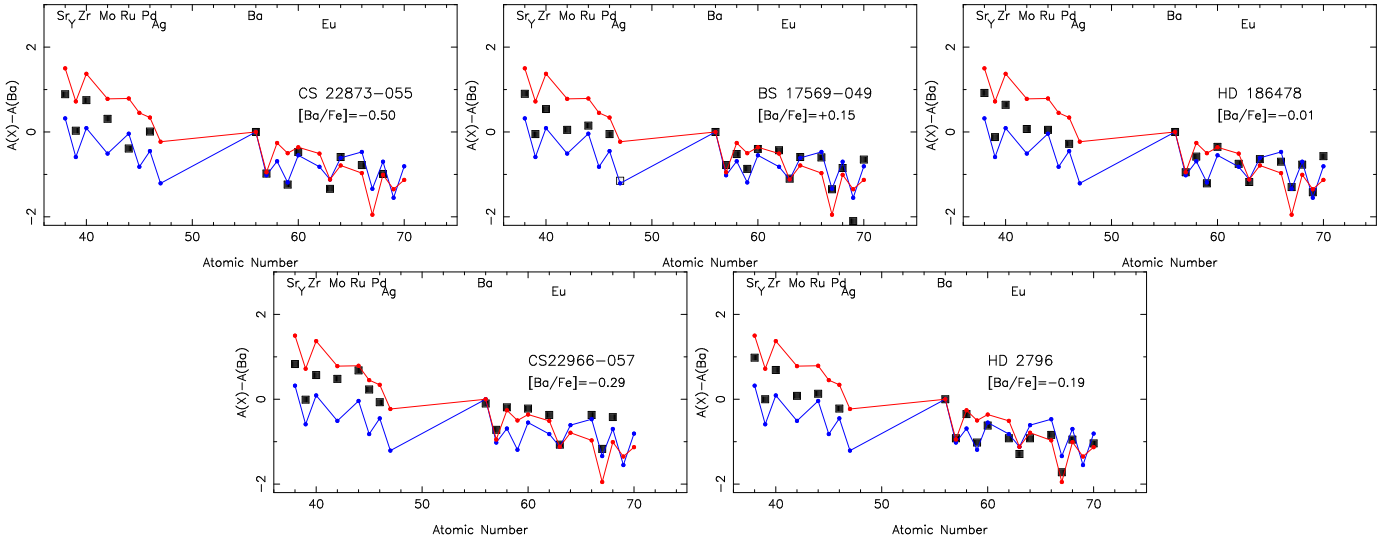 Sr Y Zr Mo Ru Pd Ag Ba Eu
CS 22873−055
[Ba/Fe]=−0.50
A(X)−A(Ba)
2
0
−2
40 50 60 70
Atomic Number
Sr Y Zr Mo Ru Pd Ag Ba Eu
BS 17569−049
[Ba/Fe]=+0.15
A(X)−A(Ba)
2
0
−2
40 50 60 70
Atomic Number
Sr Y Zr Mo Ru Pd Ag Ba Eu
HD 186478
[Ba/Fe]=−0.01
A(X)−A(Ba)
2
0
−2
40 50 60 70
Atomic Number
Sr Y Zr Mo Ru Pd Ag Ba Eu
CS22966−057
[Ba/Fe]=−0.29
A(X)−A(Ba)
2
0
−2
40 50 60 70
Atomic Number
Sr Y Zr Mo Ru Pd Ag Ba Eu
HD 2796
[Ba/Fe]=−0.19
A(X)−A(Ba)
2
0
−2
40 50 60 70
Atomic Number